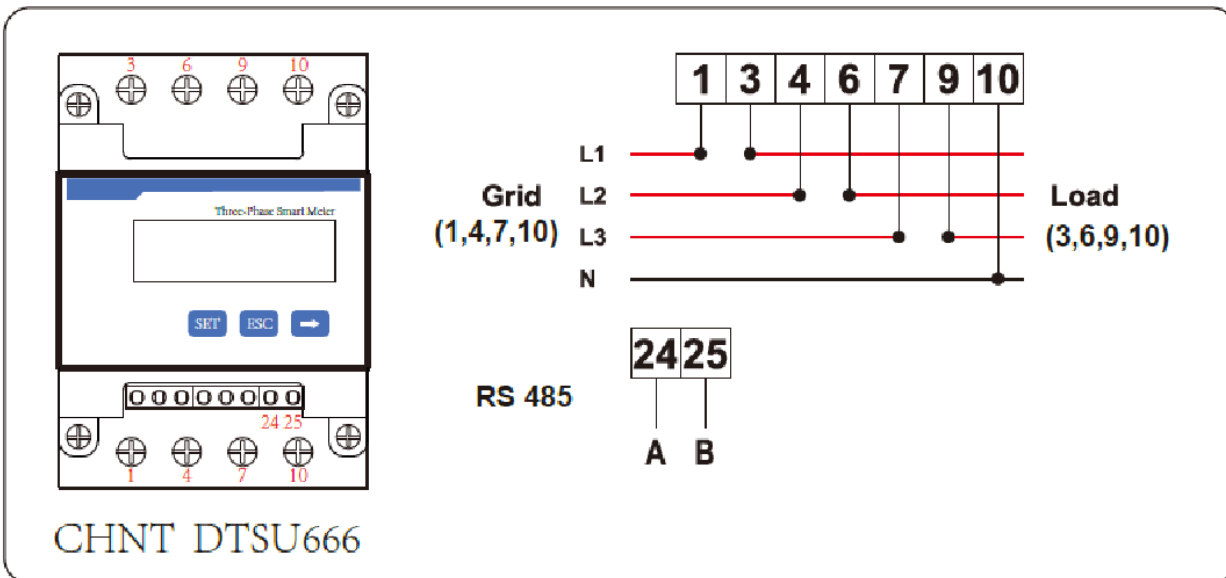 3 6 9 10
Three-Phase Smart Meter
SET ESC
24 25
1 4 7 10
CHNT DTSU666
1 3 4 6 7 9 10
L1
Grid L2 Load
(1,4,7,10) L3 (3,6,9,10)
N
24 25
RS 485
A B